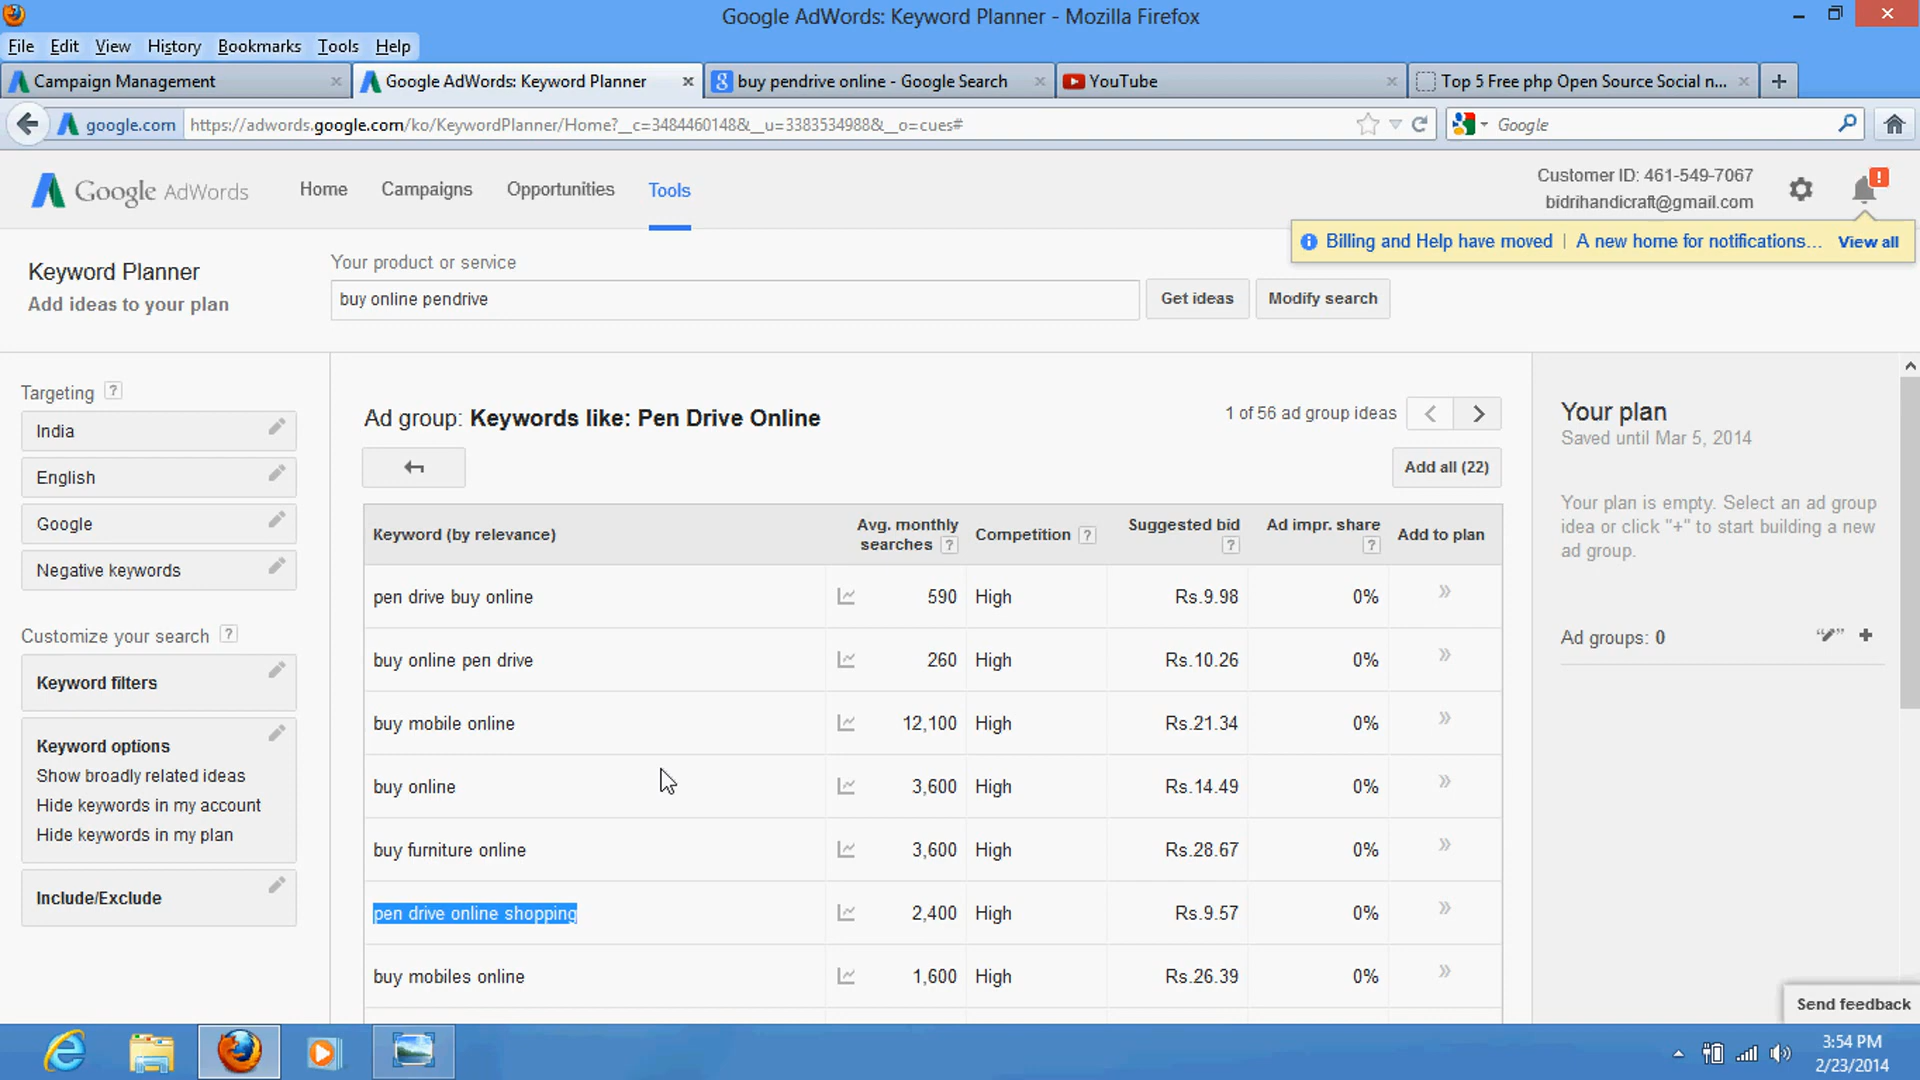 Google AdWords: Keyword Planner - Mozilla Firefox
File Edit View History Bookmarks Tools Help
Campaign Management
Google AdWords: Keyword Planner
buy pendrive online - Google Search
YouTube
Top 5 Free php Open Source Social n...
google.com
https://adwords.google.com/ko/KeywordPlanner/Home?__c=3484460148&__u=3383534988&__o=cues#
Google
Google AdWords
Home Campaigns Opportunities Tools
Customer ID: 461-549-7067
bidrihandicraft@gmail.com
Billing and Help have moved | A new home for notifications... View all
Keyword Planner
Add ideas to your plan
Your product or service
buy online pendrive
Get ideas
Modify search
Targeting ?
India
English
Google
Negative keywords
Customize your search ?
Keyword filters
Keyword options
Show broadly related ideas
Hide keywords in my account
Hide keywords in my plan
Include/Exclude
Ad group: Keywords like: Pen Drive Online
1 of 56 ad group ideas
Add all (22)
Keyword (by relevance) Avg. monthly searches ? Competition ? Suggested bid ? Ad impr. share ? Add to plan
pen drive buy online 590 High Rs.9.98 0% »
buy online pen drive 260 High Rs.10.26 0% »
buy mobile online 12,100 High Rs.21.34 0% »
buy online 3,600 High Rs.14.49 0% »
buy furniture online 3,600 High Rs.28.67 0% »
pen drive online shopping 2,400 High Rs.9.57 0% »
buy mobiles online 1,600 High Rs.26.39 0% »
Your plan
Saved until Mar 5, 2014
Your plan is empty. Select an ad group
idea or click "+" to start building a new
ad group.
Ad groups: 0
Send feedback
3:54 PM
2/23/2014